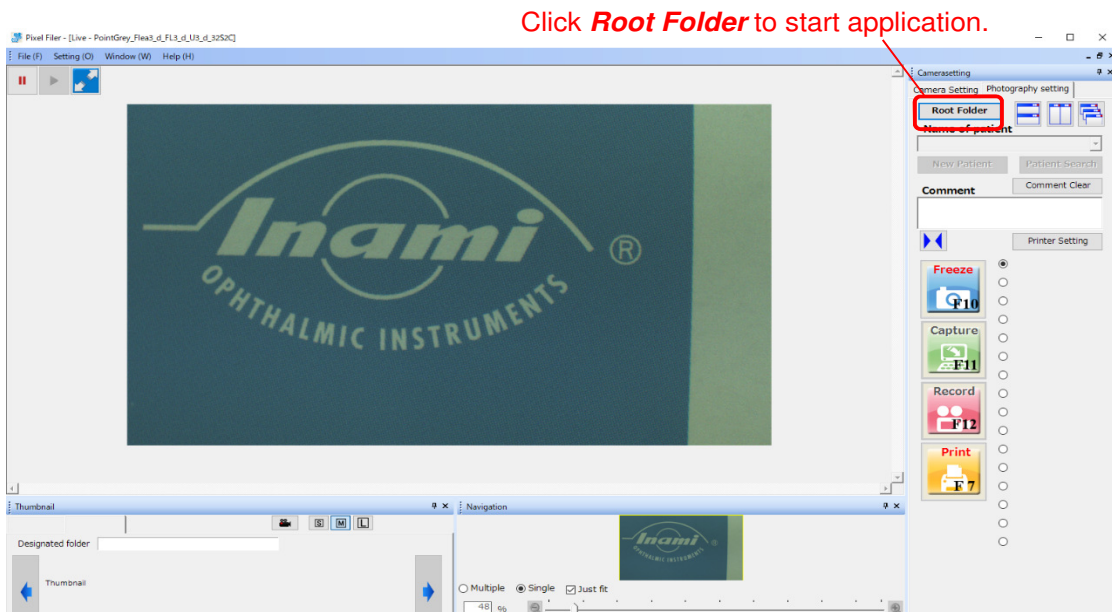 Click Root Folder to start application.
Pixel Filer - [Live - PointGrey_Flea3_d_FL3_d_U3_d_32S2C]
File (F) Setting (O) Window (W) Help (H)
Camerasetting
Camera Setting Photography setting
Root Folder
Name of patient
New Patient Patient Search
Comment Comment Clear
Printer Setting
Freeze
F10
Capture
F11
Record
F12
Print
F7
Inami ®
OPHTHALMIC INSTRUMENTS
Thumbnail
S M L
Designated folder
Thumbnail
Navigation
Inami ®
OPHTHALMIC INSTRUMENTS
Multiple Single Just fit
48 %